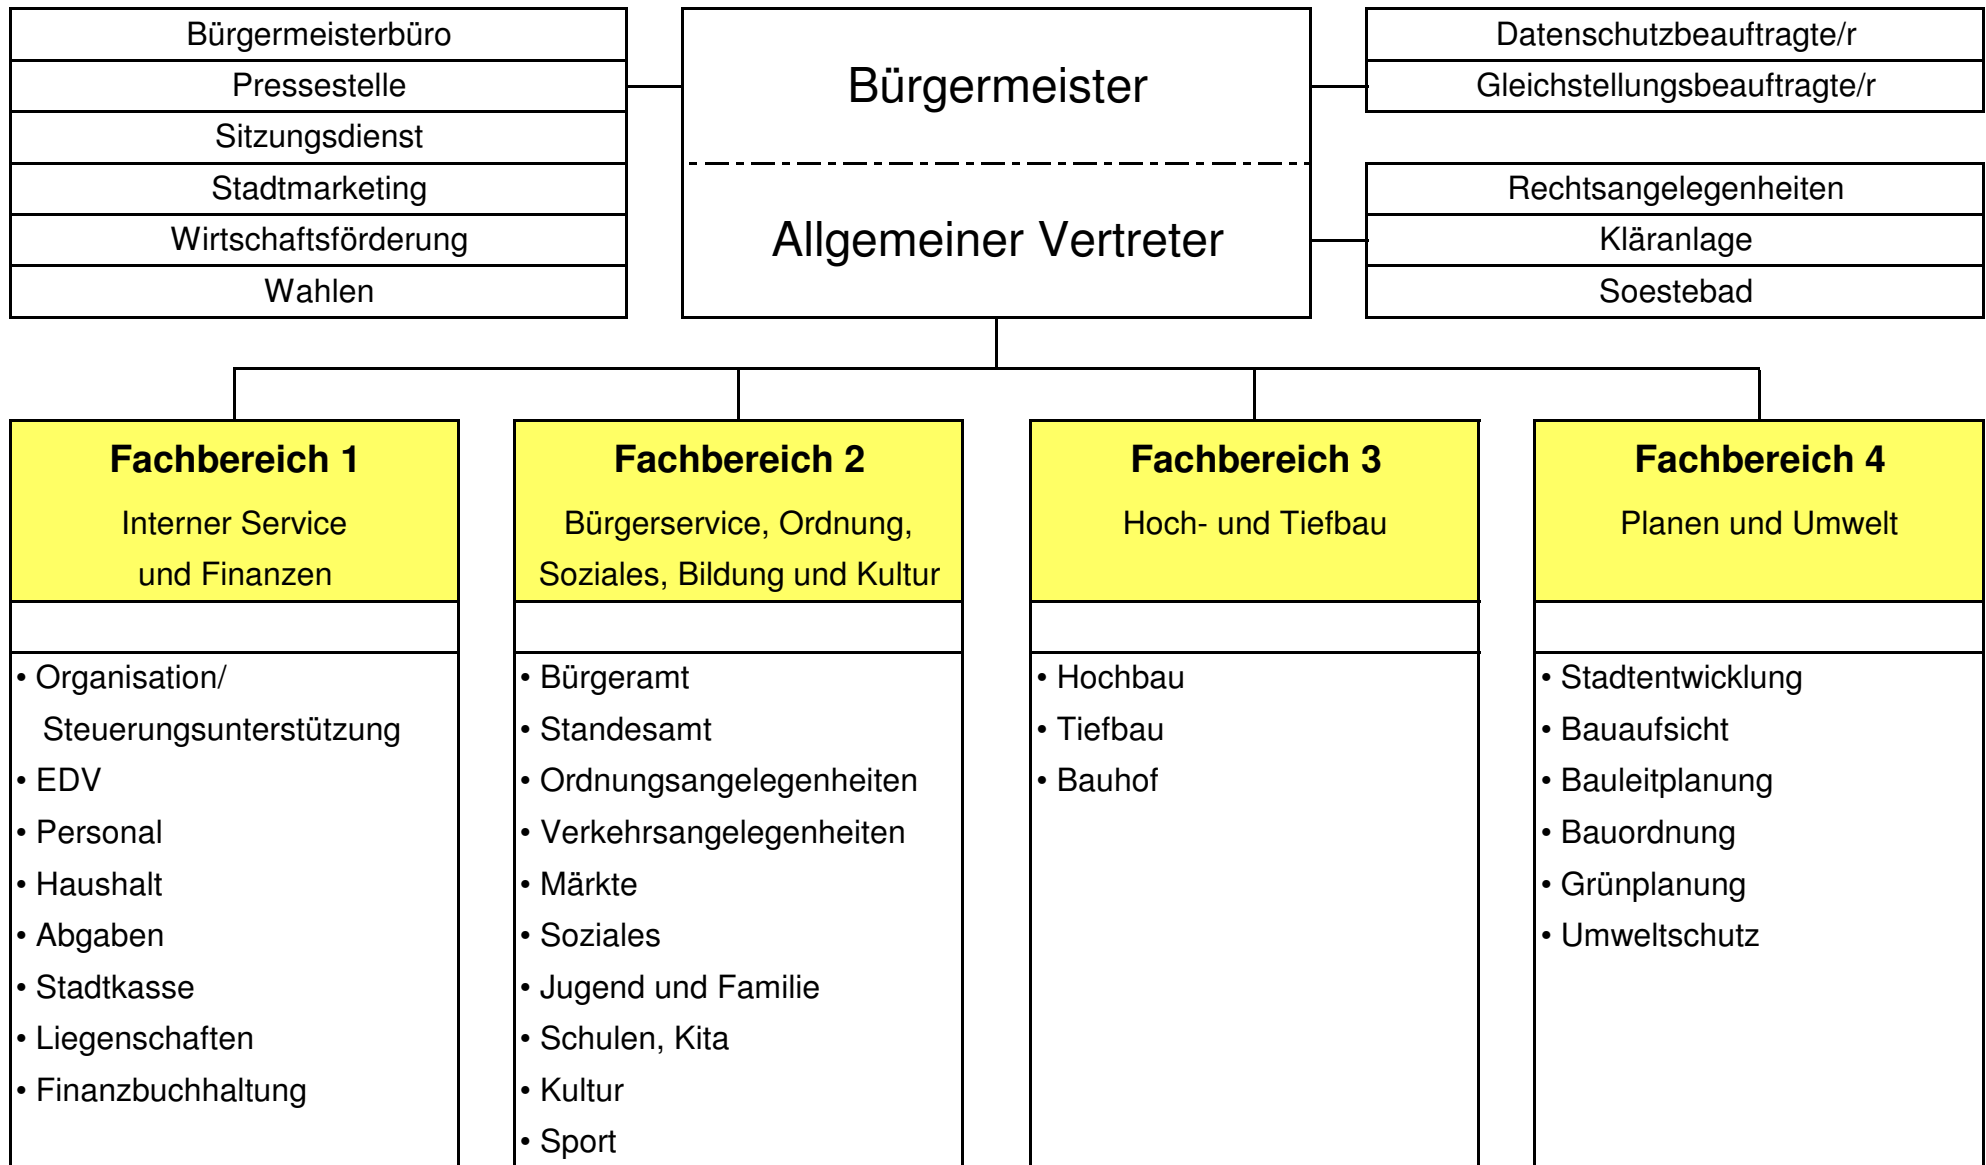 Bürgermeisterbüro
Pressestelle
Sitzungsdienst
Stadtmarketing
Wirtschaftsförderung
Wahlen
Bürgermeister
Allgemeiner Vertreter
Datenschutzbeauftragte/r
Gleichstellungsbeauftragte/r
Rechtsangelegenheiten
Kläranlage
Soestebad
Fachbereich 1
Interner Service
und Finanzen
• Organisation/
Steuerungsunterstützung
• EDV
• Personal
• Haushalt
• Abgaben
• Stadtkasse
• Liegenschaften
• Finanzbuchhaltung
Fachbereich 2
Bürgerservice, Ordnung,
Soziales, Bildung und Kultur
• Bürgeramt
• Standesamt
• Ordnungsangelegenheiten
• Verkehrsangelegenheiten
• Märkte
• Soziales
• Jugend und Familie
• Schulen, Kita
• Kultur
• Sport
Fachbereich 3
Hoch- und Tiefbau
• Hochbau
• Tiefbau
• Bauhof
Fachbereich 4
Planen und Umwelt
• Stadtentwicklung
• Bauaufsicht
• Bauleitplanung
• Bauordnung
• Grünplanung
• Umweltschutz